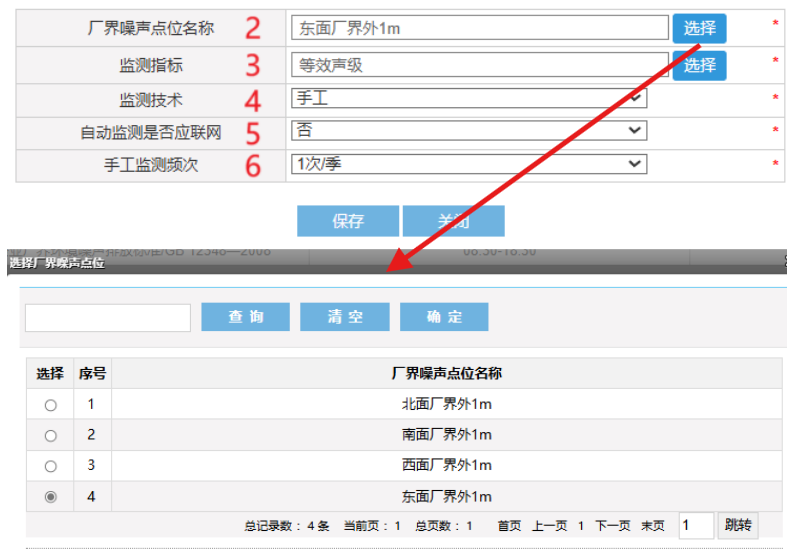 厂界噪声点位名称 2 东面厂界外1m 选择 *
监测指标 3 等效声级 选择 *
监测技术 4 手工 *
自动监测是否应联网 5 否 *
手工监测频次 6 1次/季 *
保存 关闭
准/GB 12348—2008 08:30-18:30
选择厂界噪声点位
查询 清空 确定
选择 序号 厂界噪声点位名称
1 北面厂界外1m
2 南面厂界外1m
3 西面厂界外1m
4 东面厂界外1m
总记录数：4条 当前页：1 总页数：1 首页 上一页 1 下一页 末页 1 跳转